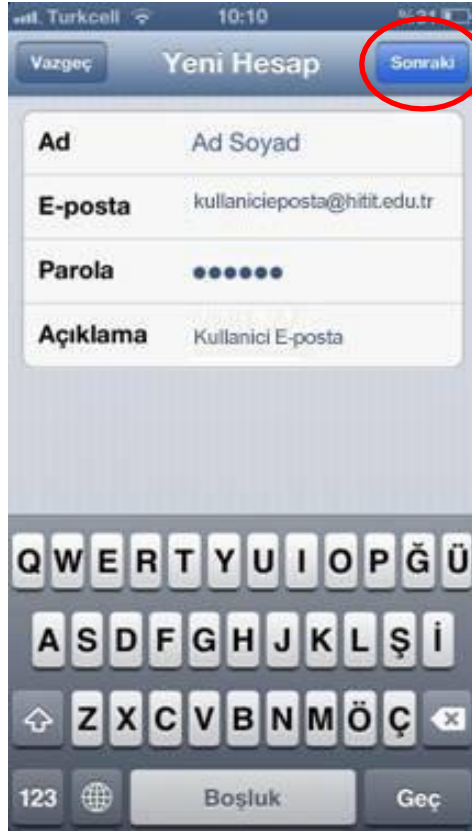 Turkcell 10:10 %21
Vazgeç Yeni Hesap Sonraki
Ad Ad Soyad
E-posta kullanicieposta@hitit.edu.tr
Parola ●●●●●●
Açıklama Kullanici E-posta
Q W E R T Y U I O P Ğ Ü
A S D F G H J K L Ş İ
Z X C V B N M Ö Ç
123 Boşluk Geç